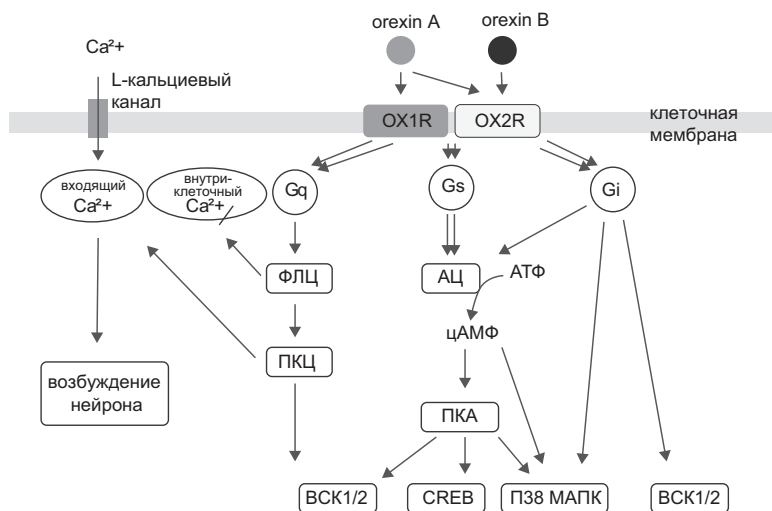 orexin A
orexin B
Ca²+
L-кальциевый
канал
OX1R
OX2R
клеточная
мембрана
входящий
Ca²+
внутри-
клеточный
Ca²+
Gq
Gs
Gi
ФЛЦ
АЦ
АТФ
цАМФ
ПКЦ
возбуждение
нейрона
ПКА
ВСК1/2
CREB
П38 МАПК
ВСК1/2